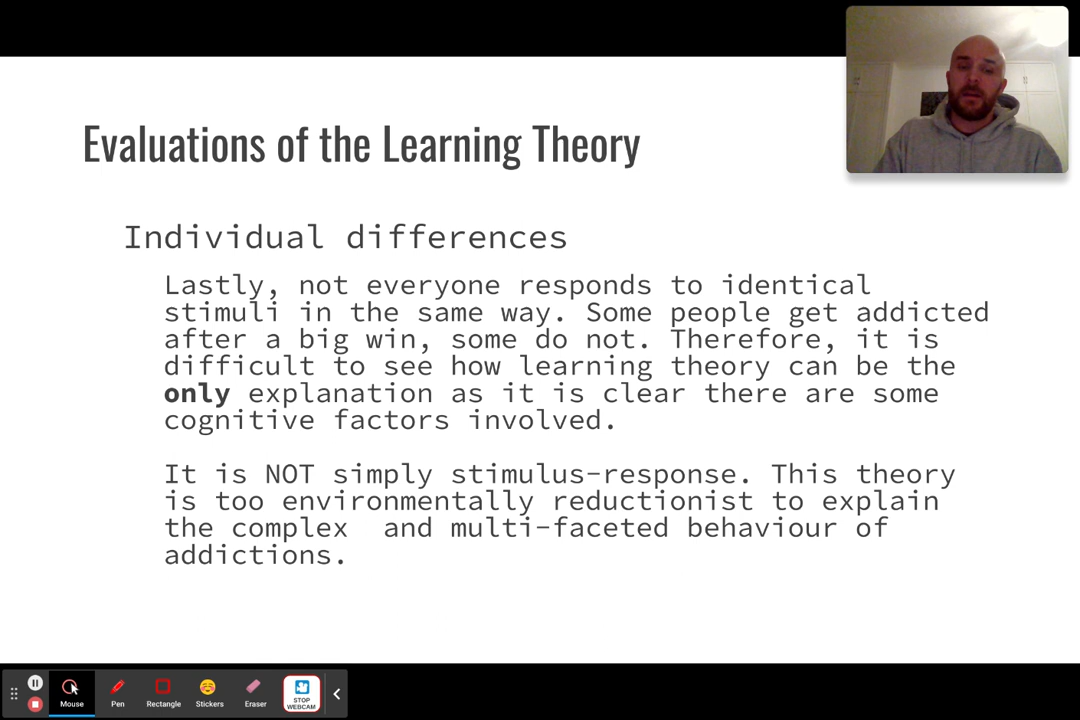 Evaluations of the Learning Theory
Individual differences
Lastly, not everyone responds to identical
stimuli in the same way. Some people get addicted
after a big win, some do not. Therefore, it is
difficult to see how learning theory can be the
only explanation as it is clear there are some
cognitive factors involved.
It is NOT simply stimulus-response. This theory
is too environmentally reductionist to explain
the complex  and multi-faceted behaviour of
addictions.
Mouse
Pen
Rectangle
Stickers
Eraser
STOP
WEBCAM